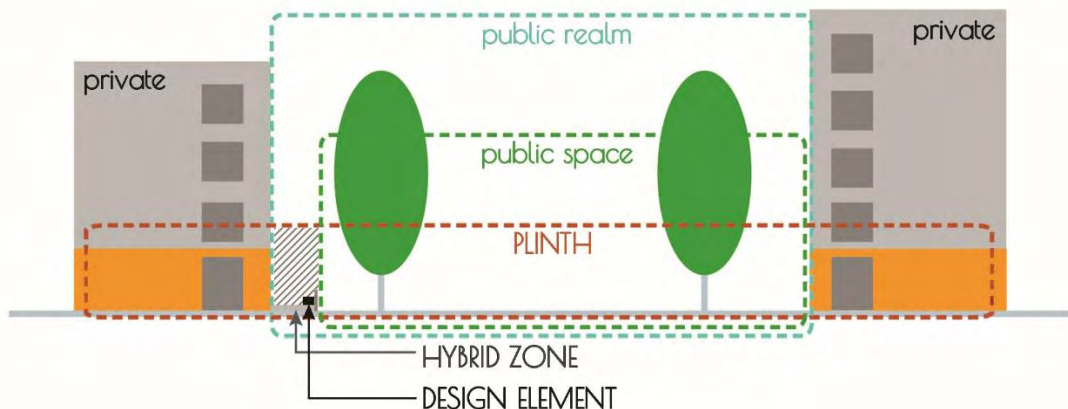 public realm
private
private
public space
PLINTH
HYBRID ZONE
DESIGN ELEMENT